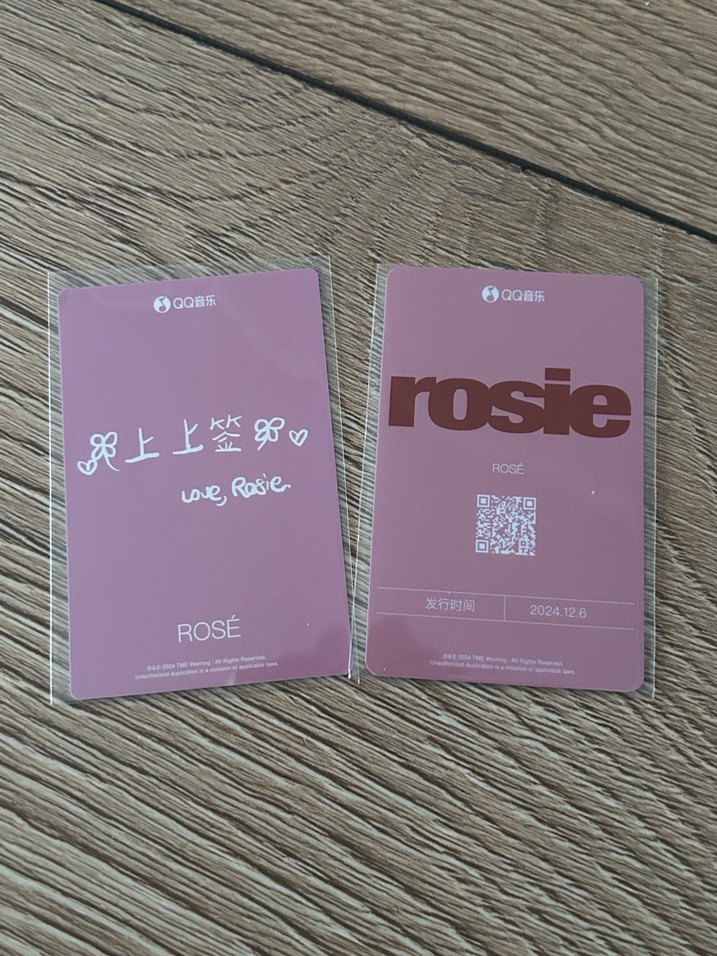 QQ音乐
上上签
Love, Rosie.
ROSÉ
℗&© 2024 TME Warning : All Rights Reserved.
Unauthorized duplication is a violation of applicable laws.
QQ音乐
rosie
ROSÉ
发行时间 2024.12.6
℗&© 2024 TME Warning : All Rights Reserved.
Unauthorized duplication is a violation of applicable laws.